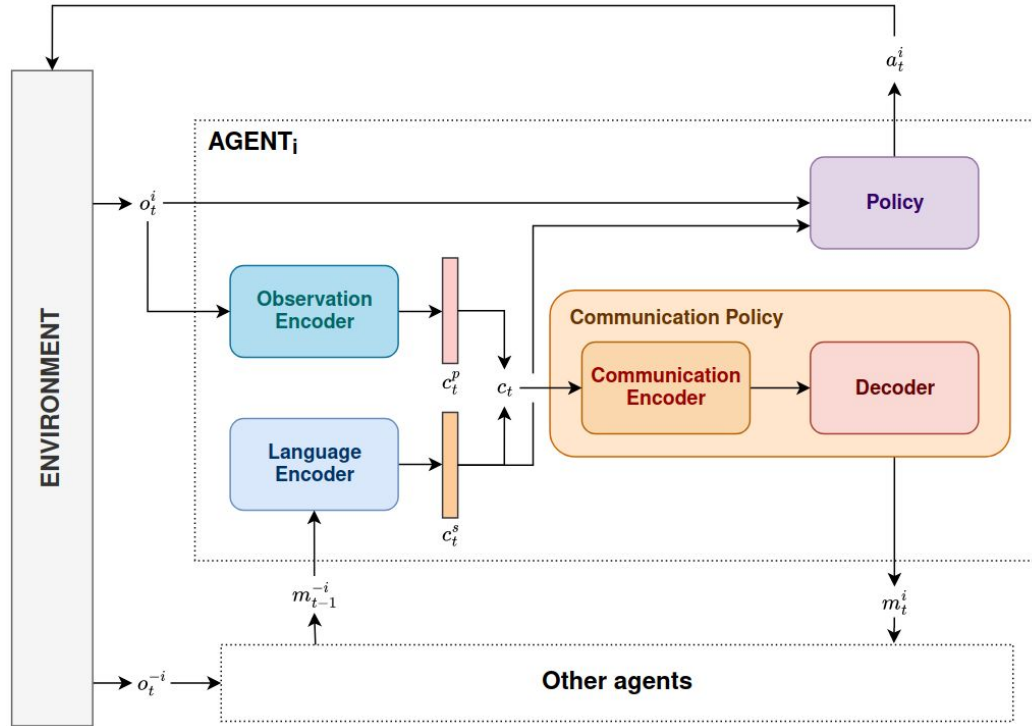 a_t^i
AGENT_i
o_t^i
Policy
Observation
Encoder
Communication Policy
c_t^p
c_t
Communication
Encoder
Decoder
ENVIRONMENT
Language
Encoder
c_t^s
m_{t-1}^{-i}
m_t^i
o_t^{-i}
Other agents